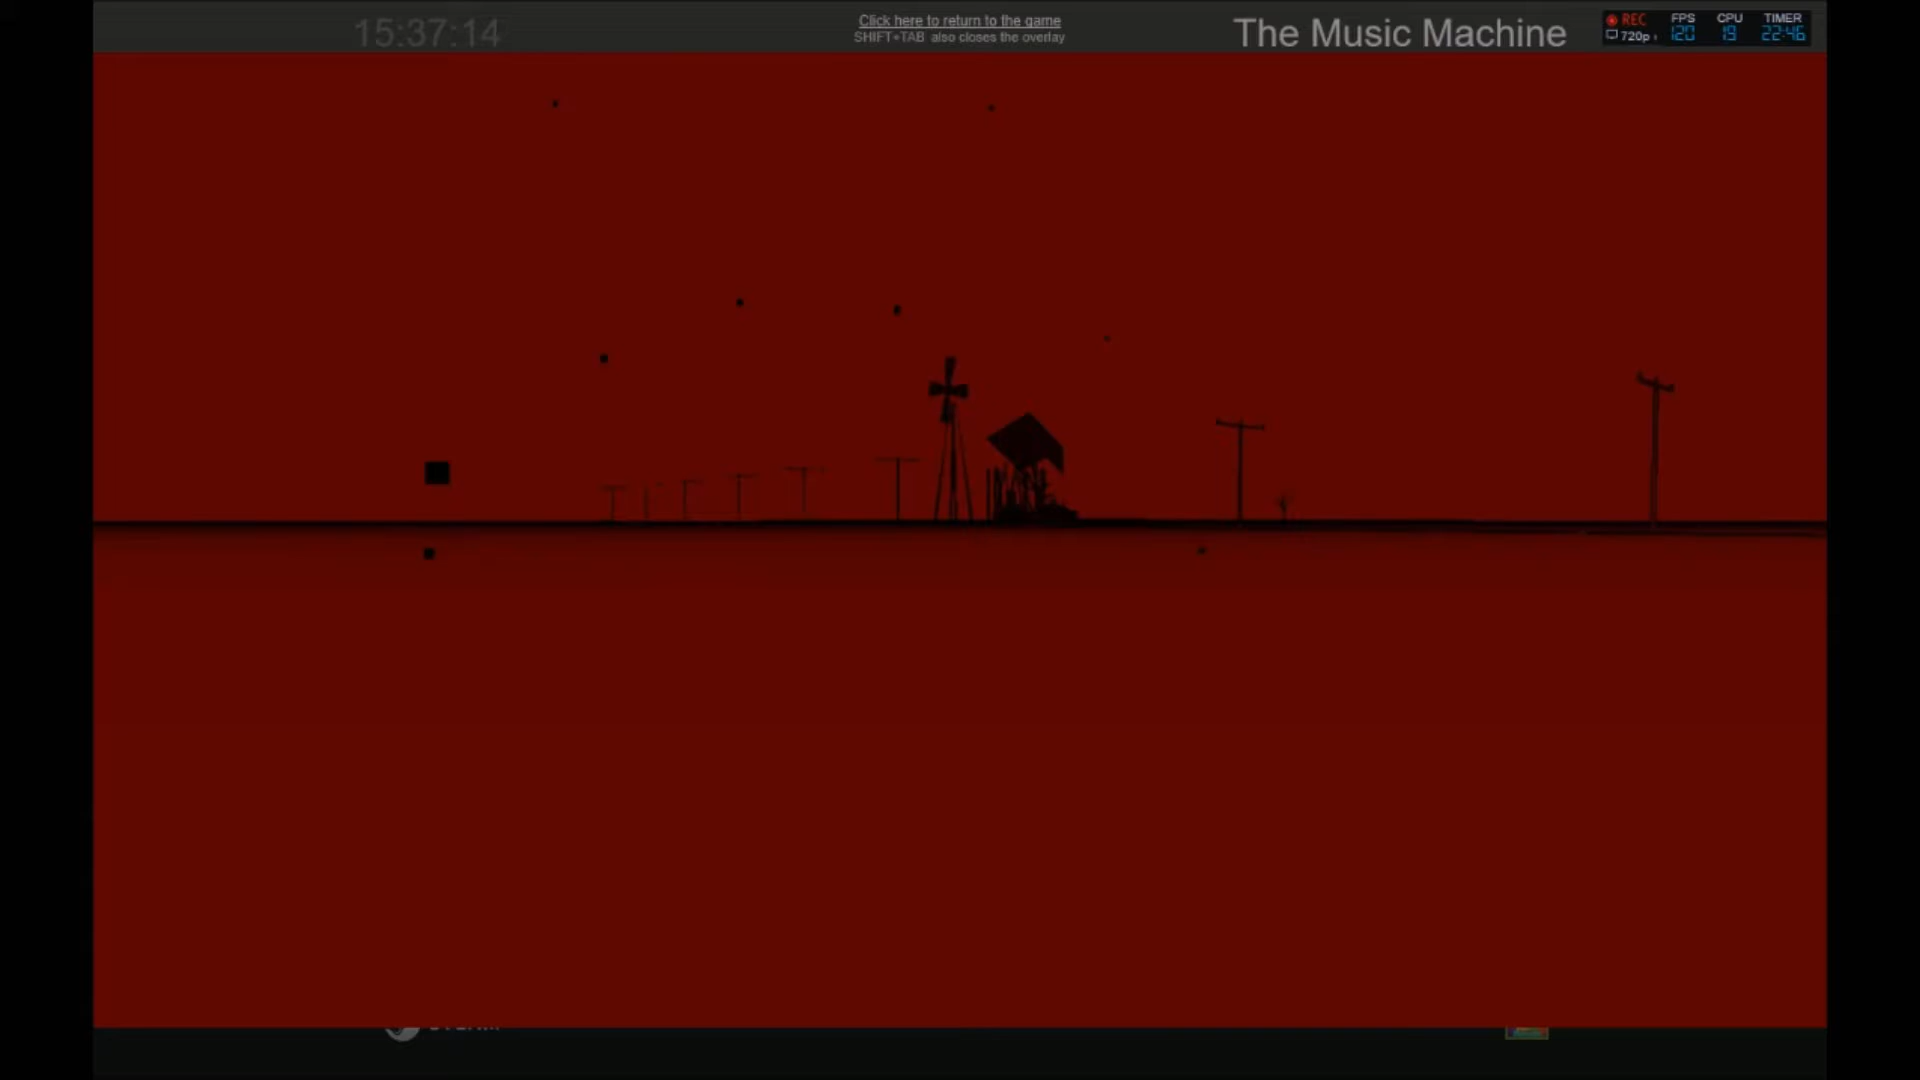 15:37:14
Click here to return to the game
SHIFT+TAB also closes the overlay
The Music Machine
REC FPS CPU TIMER
720p 120 19 22:46
STEAM